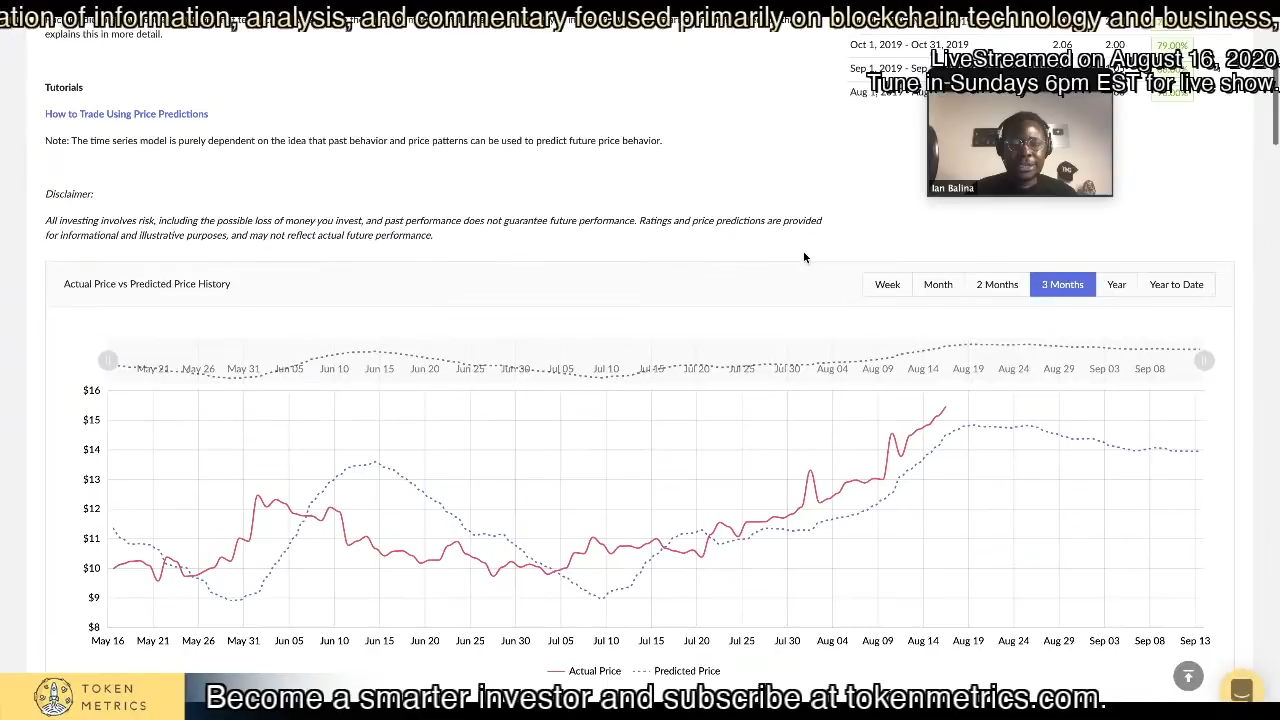 ation of information, analysis, and commentary focused primarily on blockchain technology and business,
explains this in more detail.
Oct 1, 2019 - Oct 31, 2019 2.06 2.00 79.00%
LiveStreamed on August 16, 2020
Sep 1, 2019 - Sep
Tune in-Sundays 6pm EST for live show.
Tutorials
How to Trade Using Price Predictions
Note: The time series model is purely dependent on the idea that past behavior and price patterns can be used to predict future price behavior.
Ian Balina
Disclaimer:
All investing involves risk, including the possible loss of money you invest, and past performance does not guarantee future performance. Ratings and price predictions are provided
for informational and illustrative purposes, and may not reflect actual future performance.
Actual Price vs Predicted Price History
Week Month 2 Months 3 Months Year Year to Date
May 21 May 26 May 31 Jun 05 Jun 10 Jun 15 Jun 20 Jun 25 Jun 30 Jul 05 Jul 10 Jul 15 Jul 20 Jul 25 Jul 30 Aug 04 Aug 09 Aug 14 Aug 19 Aug 24 Aug 29 Sep 03 Sep 08
$16
$15
$14
$13
$12
$11
$10
$9
$8
May 16 May 21 May 26 May 31 Jun 05 Jun 10 Jun 15 Jun 20 Jun 25 Jun 30 Jul 05 Jul 10 Jul 15 Jul 20 Jul 25 Jul 30 Aug 04 Aug 09 Aug 14 Aug 19 Aug 24 Aug 29 Sep 03 Sep 08 Sep 13
Actual Price Predicted Price
TOKEN
METRICS
Become a smarter investor and subscribe at tokenmetrics.com.